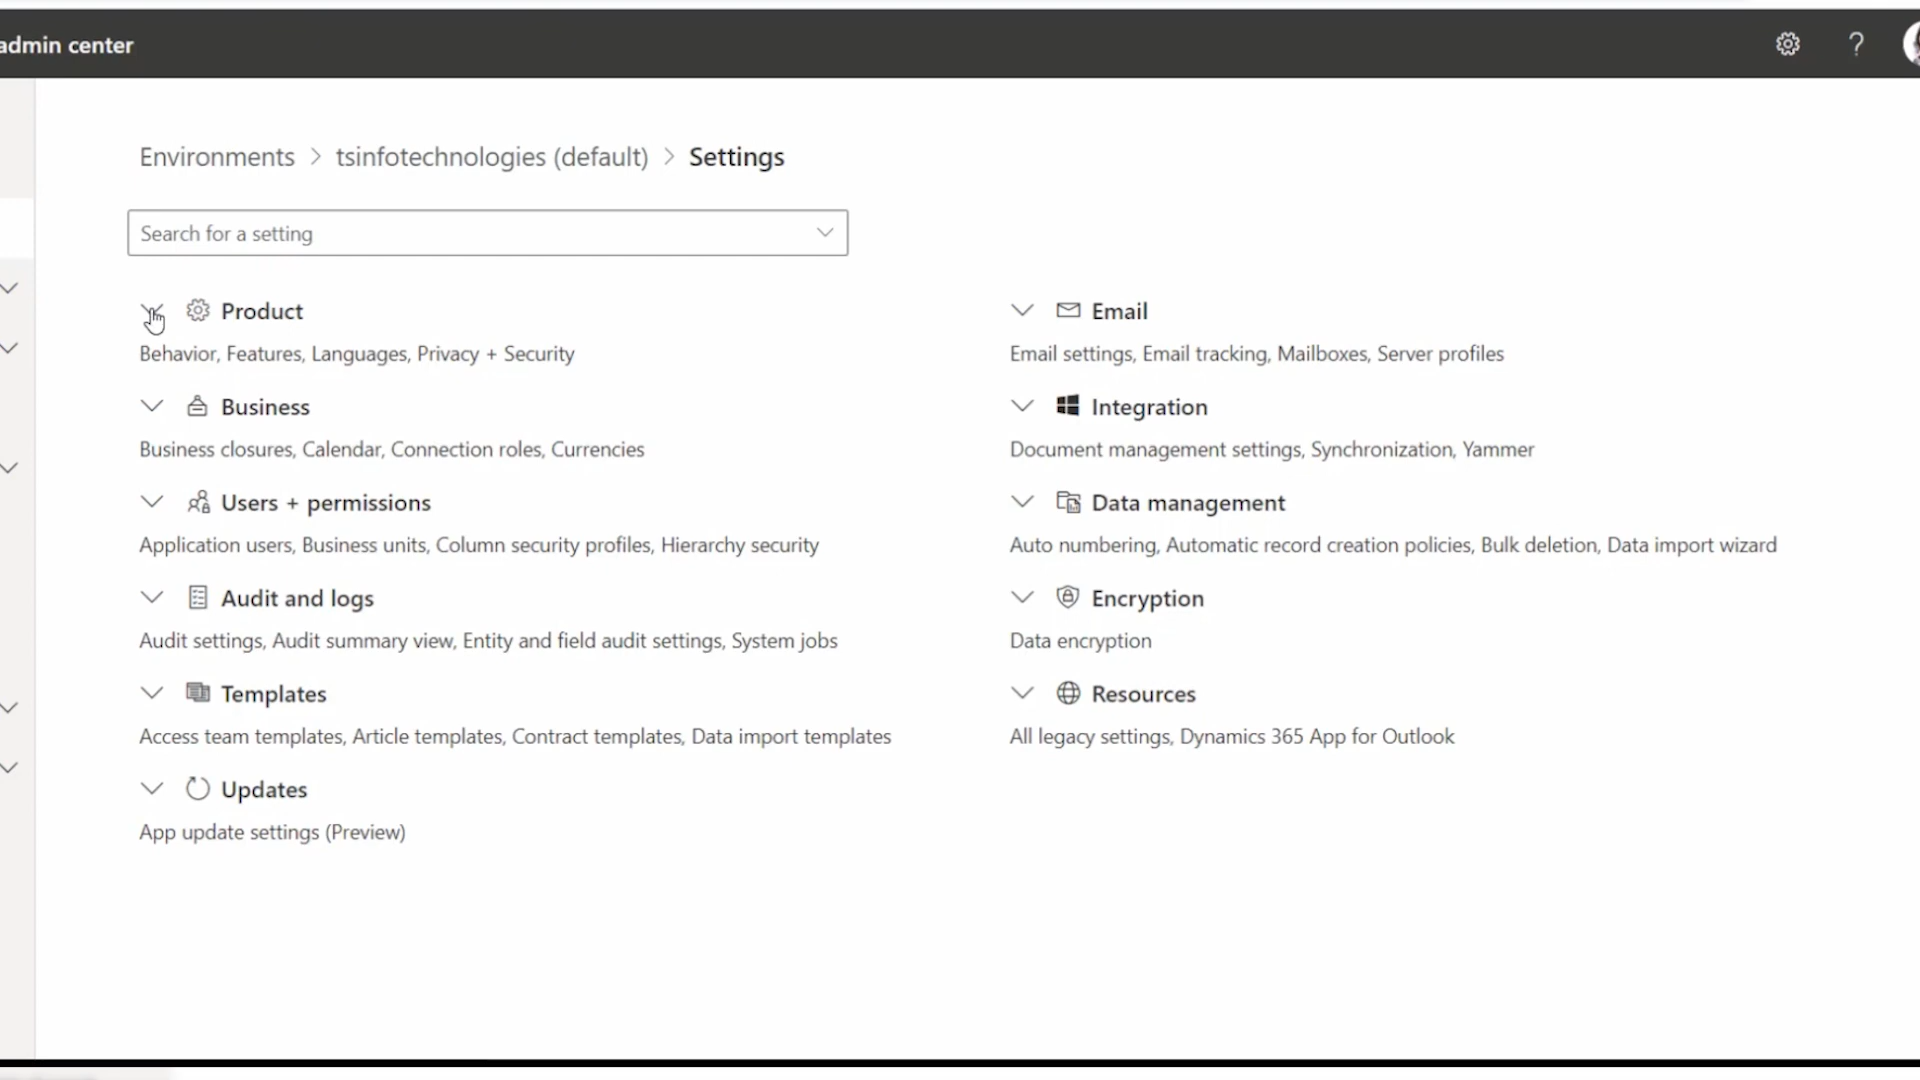 admin center
Environments > tsinfotechnologies (default) > Settings
Search for a setting
Product
Behavior, Features, Languages, Privacy + Security
Business
Business closures, Calendar, Connection roles, Currencies
Users + permissions
Application users, Business units, Column security profiles, Hierarchy security
Audit and logs
Audit settings, Audit summary view, Entity and field audit settings, System jobs
Templates
Access team templates, Article templates, Contract templates, Data import templates
Updates
App update settings (Preview)
Email
Email settings, Email tracking, Mailboxes, Server profiles
Integration
Document management settings, Synchronization, Yammer
Data management
Auto numbering, Automatic record creation policies, Bulk deletion, Data import wizard
Encryption
Data encryption
Resources
All legacy settings, Dynamics 365 App for Outlook